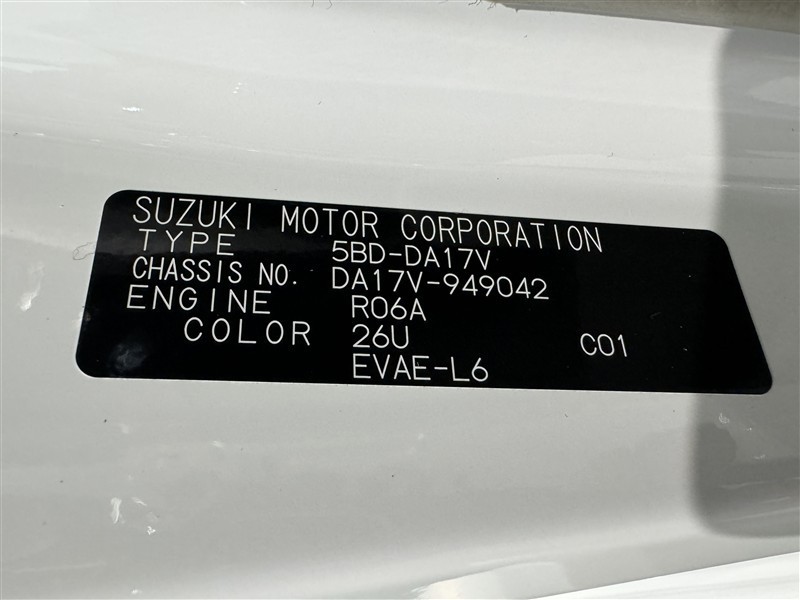 SUZUKI MOTOR CORPORATION
TYPE 5BD-DA17V
CHASSIS NO. DA17V-949042
ENGINE R06A
COLOR 26U C01
EVAE-L6